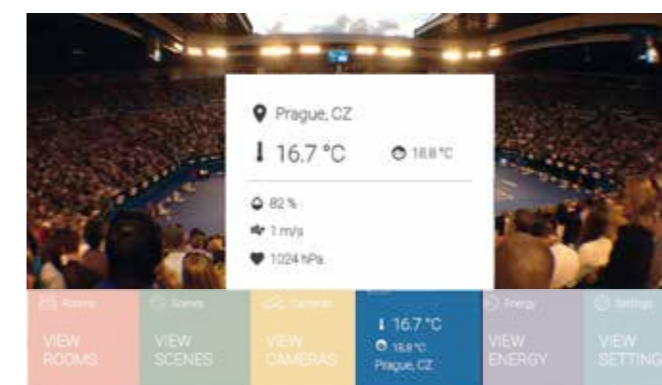 Prague, CZ
16.7 °C
18.8 °C
82 %
1 m/s
1024 hPa
Rooms
VIEW
ROOMS
Scenes
VIEW
SCENES
Cameras
VIEW
CAMERAS
16.7 °C
18.8 °C
Prague, CZ
Energy
VIEW
ENERGY
Settings
VIEW
SETTING